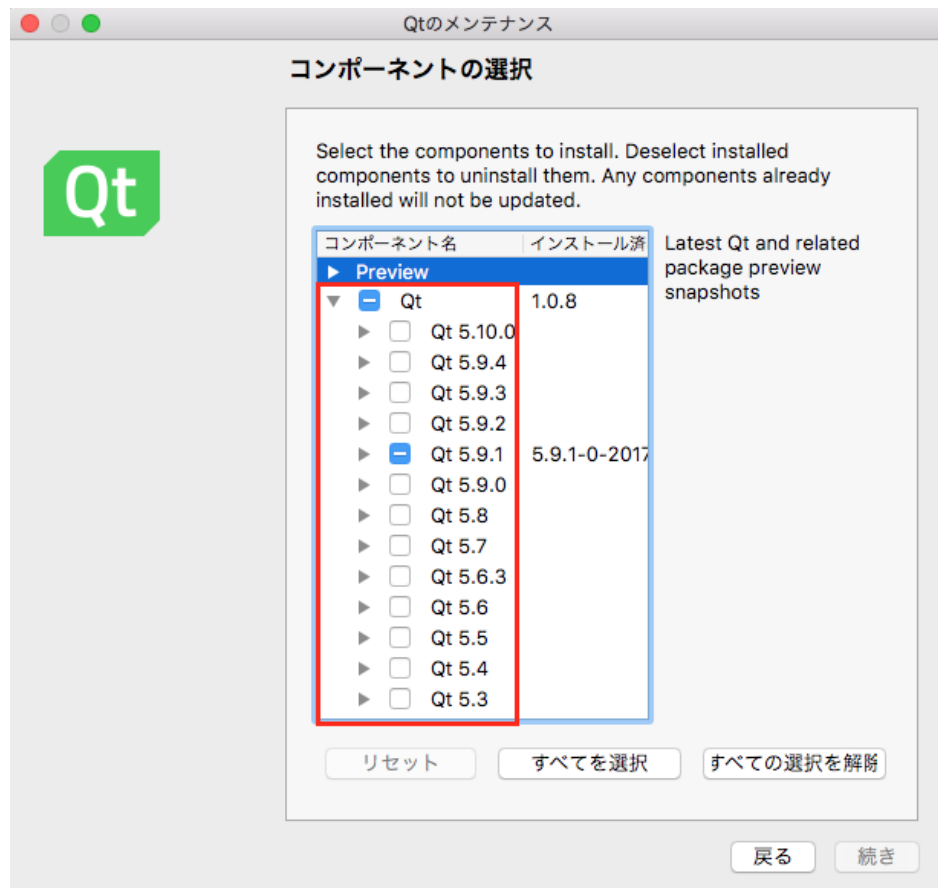 Qtのメンテナンス
コンポーネントの選択
Qt
Select the components to install. Deselect installed
components to uninstall them. Any components already
installed will not be updated.
コンポーネント名 インストール済
Latest Qt and related
package preview
snapshots
Preview
Qt 1.0.8
Qt 5.10.0
Qt 5.9.4
Qt 5.9.3
Qt 5.9.2
Qt 5.9.1 5.9.1-0-2017
Qt 5.9.0
Qt 5.8
Qt 5.7
Qt 5.6.3
Qt 5.6
Qt 5.5
Qt 5.4
Qt 5.3
リセット すべてを選択 すべての選択を解除
戻る 続き